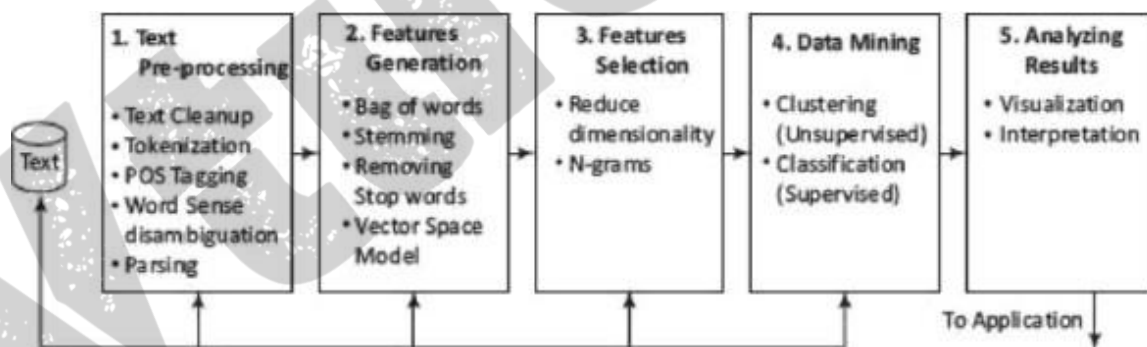 Text
1. Text
Pre-processing
• Text Cleanup
• Tokenization
• POS Tagging
• Word Sense
disambiguation
• Parsing
2. Features
Generation
• Bag of words
• Stemming
• Removing
Stop words
• Vector Space
Model
3. Features
Selection
• Reduce
dimensionality
• N-grams
4. Data Mining
• Clustering
(Unsupervised)
• Classification
(Supervised)
5. Analyzing
Results
• Visualization
• Interpretation
To Application